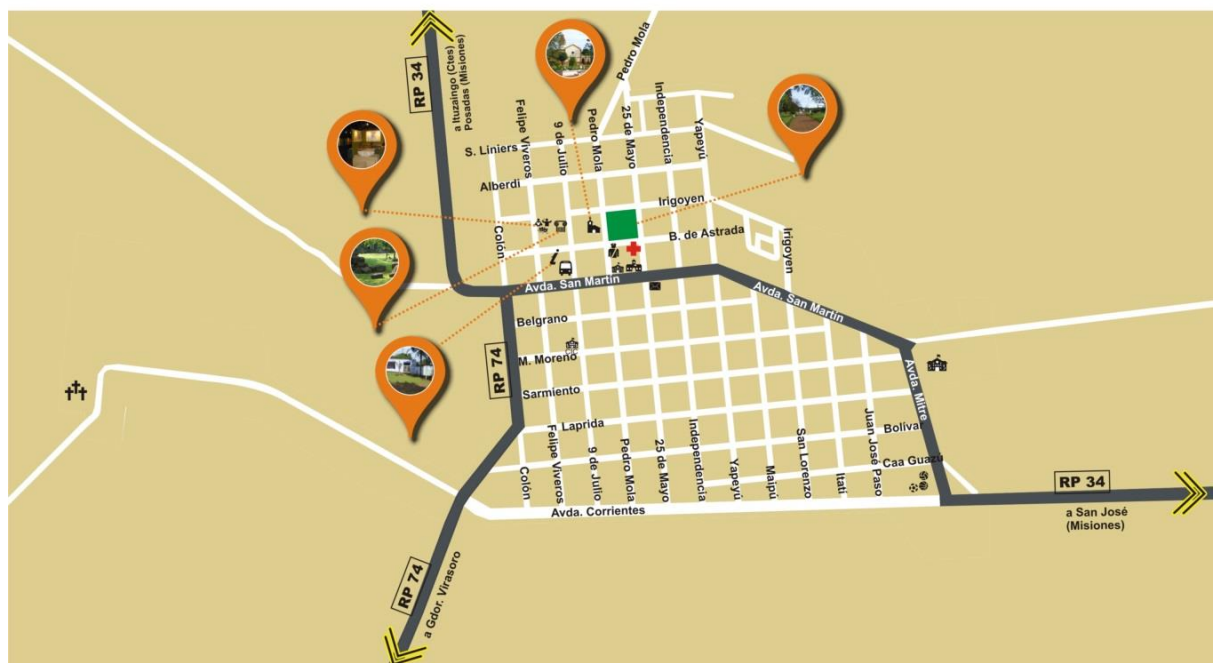 RP 34
a Ituzaingo (Ctes)
Posadas (Misiones)
Pedro Mola
Felipe Viveros
9 de Julio
Pedro Mola
25 de Mayo
Independencia
Yapeyú
S. Liniers
Alberdi
Irigoyen
Colón
B. de Astrada
Irigoyen
Avda. San Martín
Avda. San Martín
Belgrano
RP 74
M. Moreno
Sarmiento
Avda. Mitre
Laprida
Bolívar
Caa Guazú
Colón
Felipe Viveros
9 de Julio
Pedro Mola
25 de Mayo
Independencia
Yapeyú
Maipú
San Lorenzo
Itatí
Juan José Paso
Avda. Corrientes
RP 34
a San José
(Misiones)
RP 74
a Gdor. Virasoro